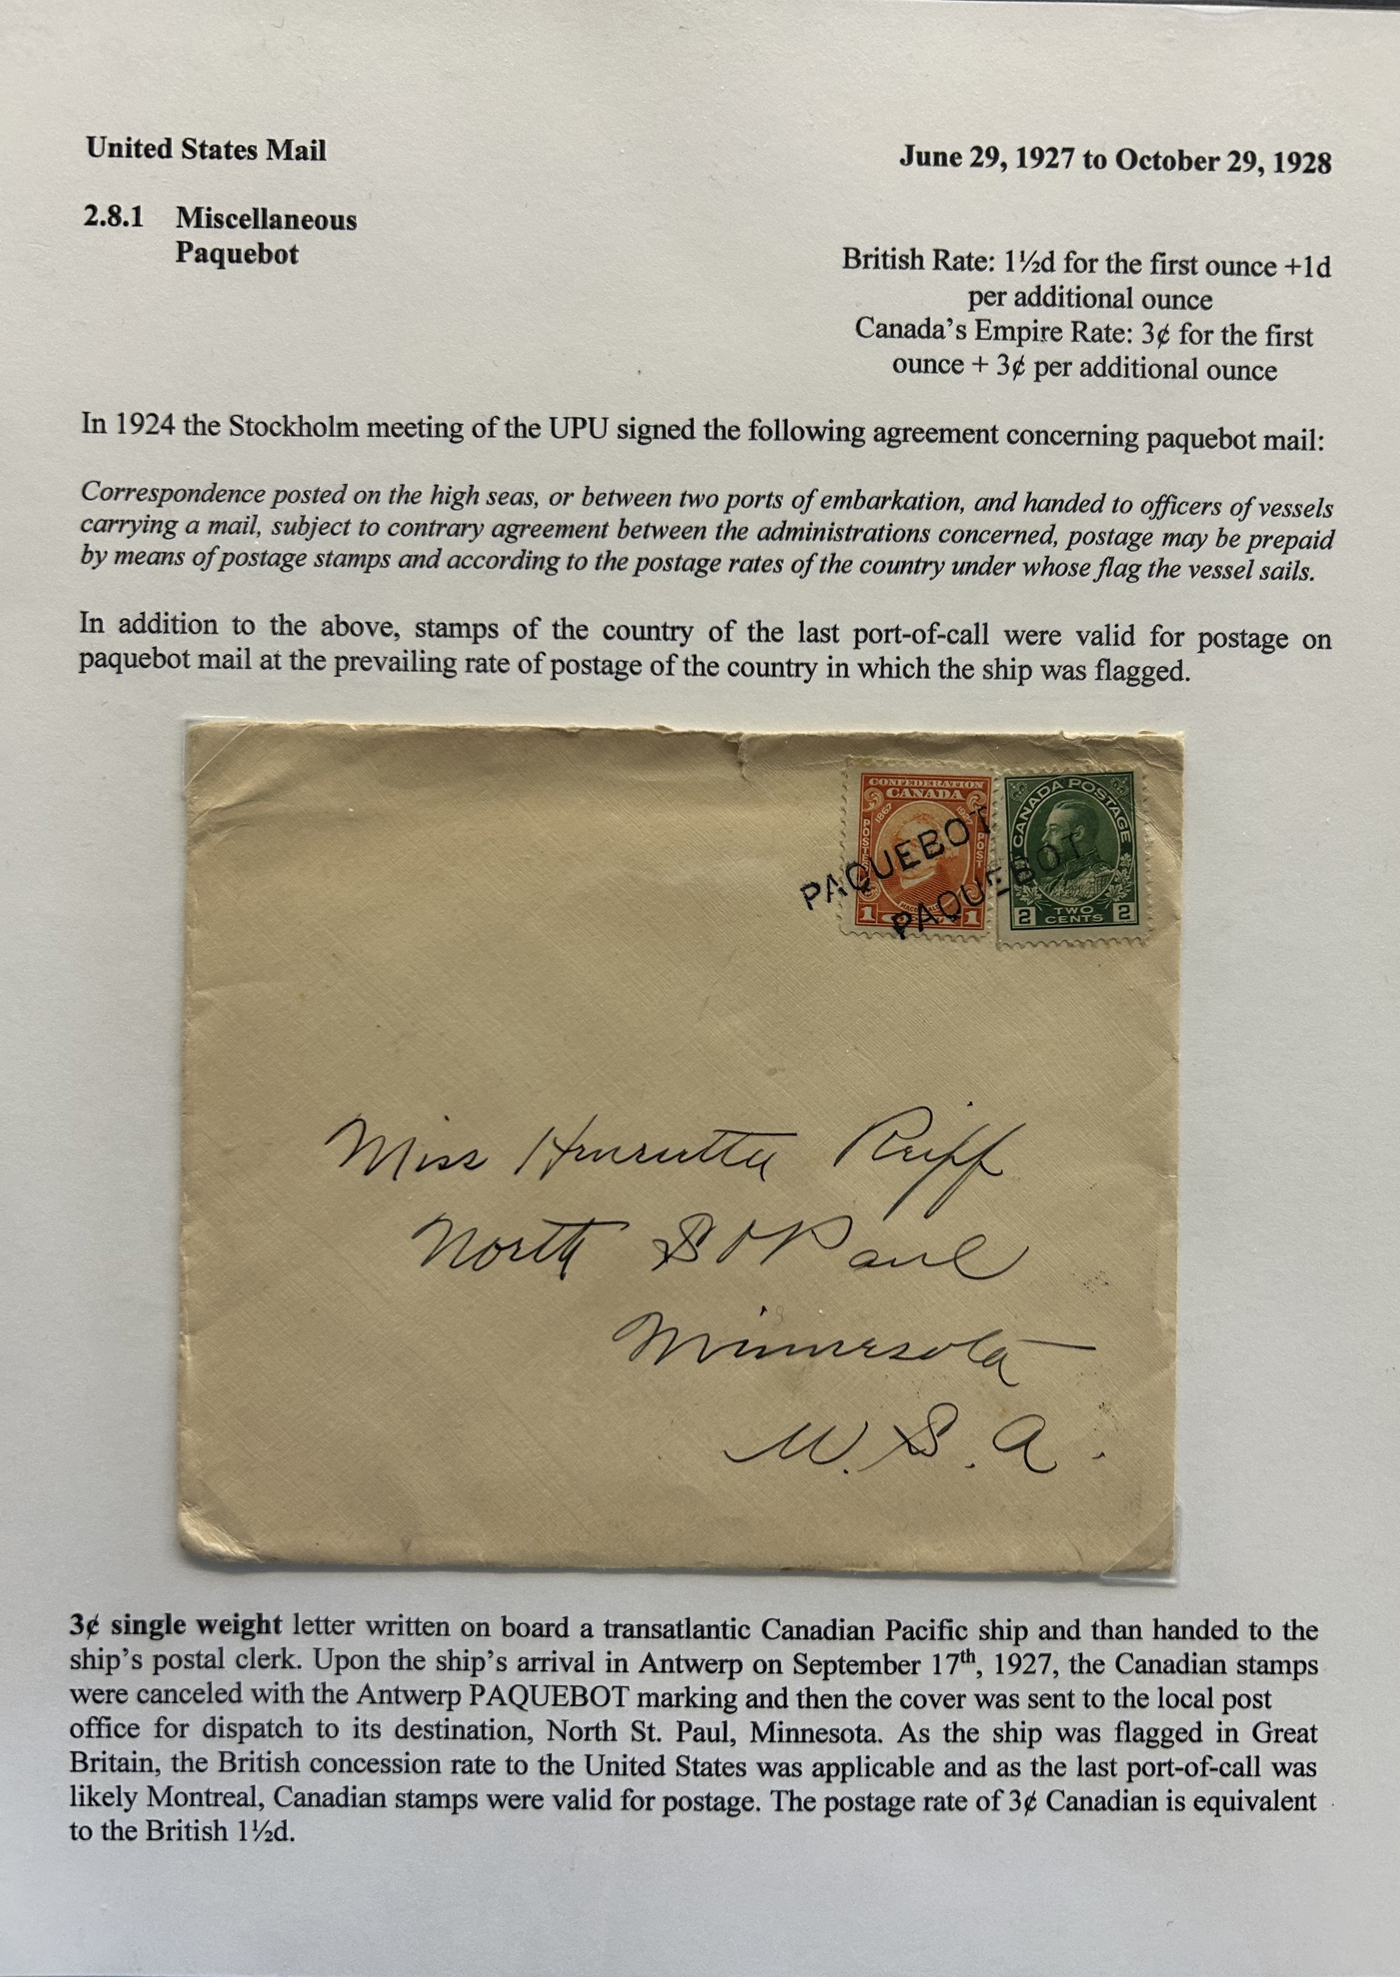 United States Mail
June 29, 1927 to October 29, 1928
2.8.1 Miscellaneous
Paquebot
British Rate: 1½d for the first ounce +1d
per additional ounce
Canada's Empire Rate: 3¢ for the first
ounce + 3¢ per additional ounce
In 1924 the Stockholm meeting of the UPU signed the following agreement concerning paquebot mail:
Correspondence posted on the high seas, or between two ports of embarkation, and handed to officers of vessels
carrying a mail, subject to contrary agreement between the administrations concerned, postage may be prepaid
by means of postage stamps and according to the postage rates of the country under whose flag the vessel sails.
In addition to the above, stamps of the country of the last port-of-call were valid for postage on
paquebot mail at the prevailing rate of postage of the country in which the ship was flagged.
CONFEDERATION
CANADA
1867 1927
POSTES POST
1 1
CANADA POSTAGE
2 TWO CENTS 2
PAQUEBOT
PAQUEBOT
Miss Henrietta Reiff
North St Paul
Minnesota
U. S. A.
3¢ single weight letter written on board a transatlantic Canadian Pacific ship and than handed to the
ship's postal clerk. Upon the ship's arrival in Antwerp on September 17th, 1927, the Canadian stamps
were canceled with the Antwerp PAQUEBOT marking and then the cover was sent to the local post
office for dispatch to its destination, North St. Paul, Minnesota. As the ship was flagged in Great
Britain, the British concession rate to the United States was applicable and as the last port-of-call was
likely Montreal, Canadian stamps were valid for postage. The postage rate of 3¢ Canadian is equivalent
to the British 1½d.